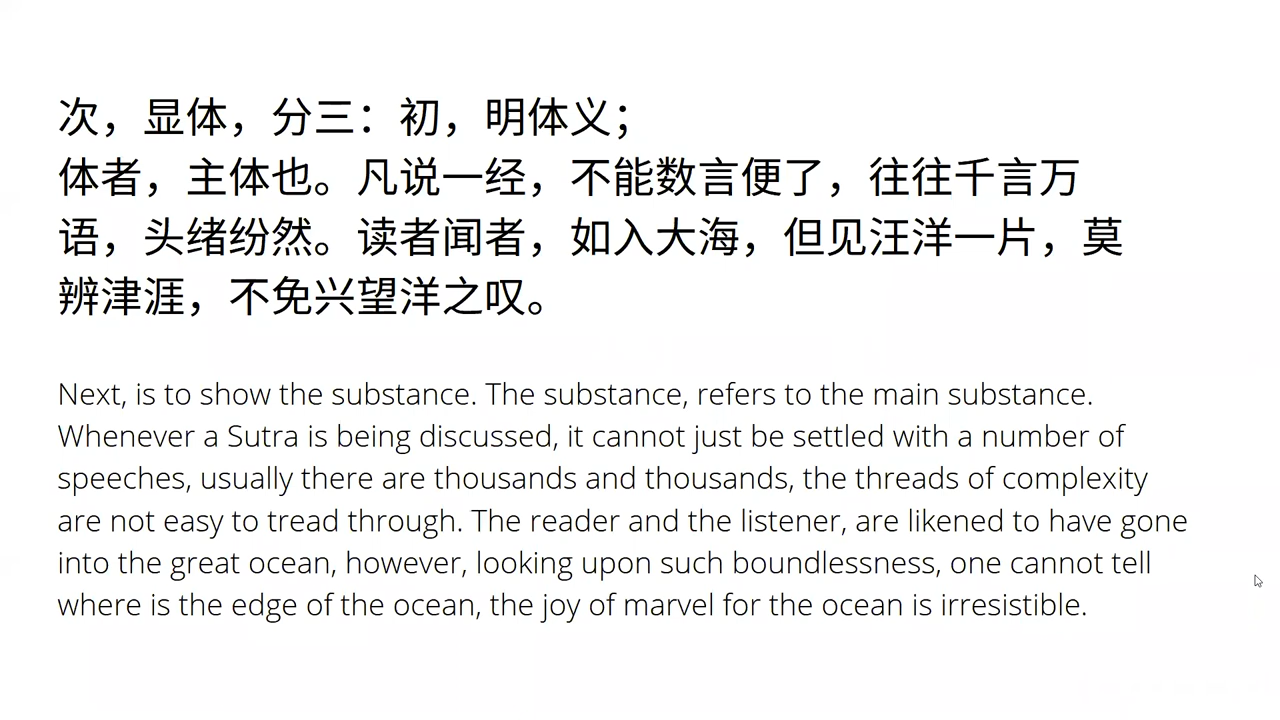 次，显体，分三：初，明体义；
体者，主体也。凡说一经，不能数言便了，往往千言万
语，头绪纷然。读者闻者，如入大海，但见汪洋一片，莫
辨津涯，不免兴望洋之叹。
Next, is to show the substance. The substance, refers to the main substance.
Whenever a Sutra is being discussed, it cannot just be settled with a number of
speeches, usually there are thousands and thousands, the threads of complexity
are not easy to tread through. The reader and the listener, are likened to have gone
into the great ocean, however, looking upon such boundlessness, one cannot tell
where is the edge of the ocean, the joy of marvel for the ocean is irresistible.